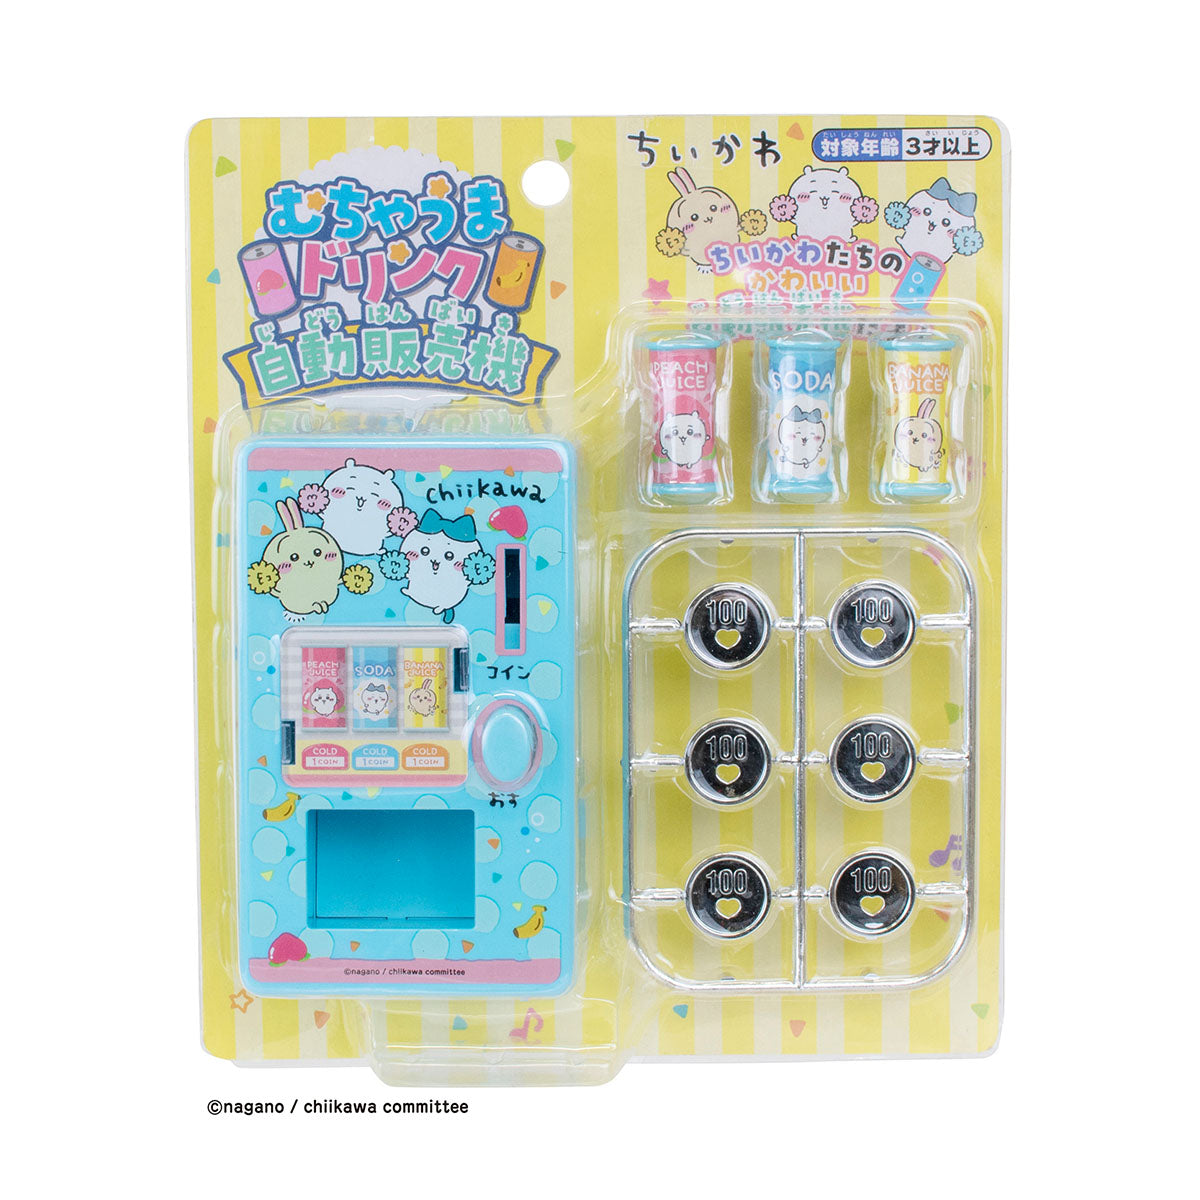 ちいかわ
たいしょうねんれい さいいじょう
対象年齢 3才以上
むちゃうま
ドリンク
じどうはんばいき
自動販売機
ちいかわたちの
かわいい
PEACH JUICE
SODA
BANANA JUICE
chiikawa
コイン
PEACH JUICE
SODA
BANANA JUICE
COLD 1COIN
COLD 1COIN
COLD 1COIN
おす
©nagano / chiikawa committee
100 100
100 100
100 100
©nagano / chiikawa committee